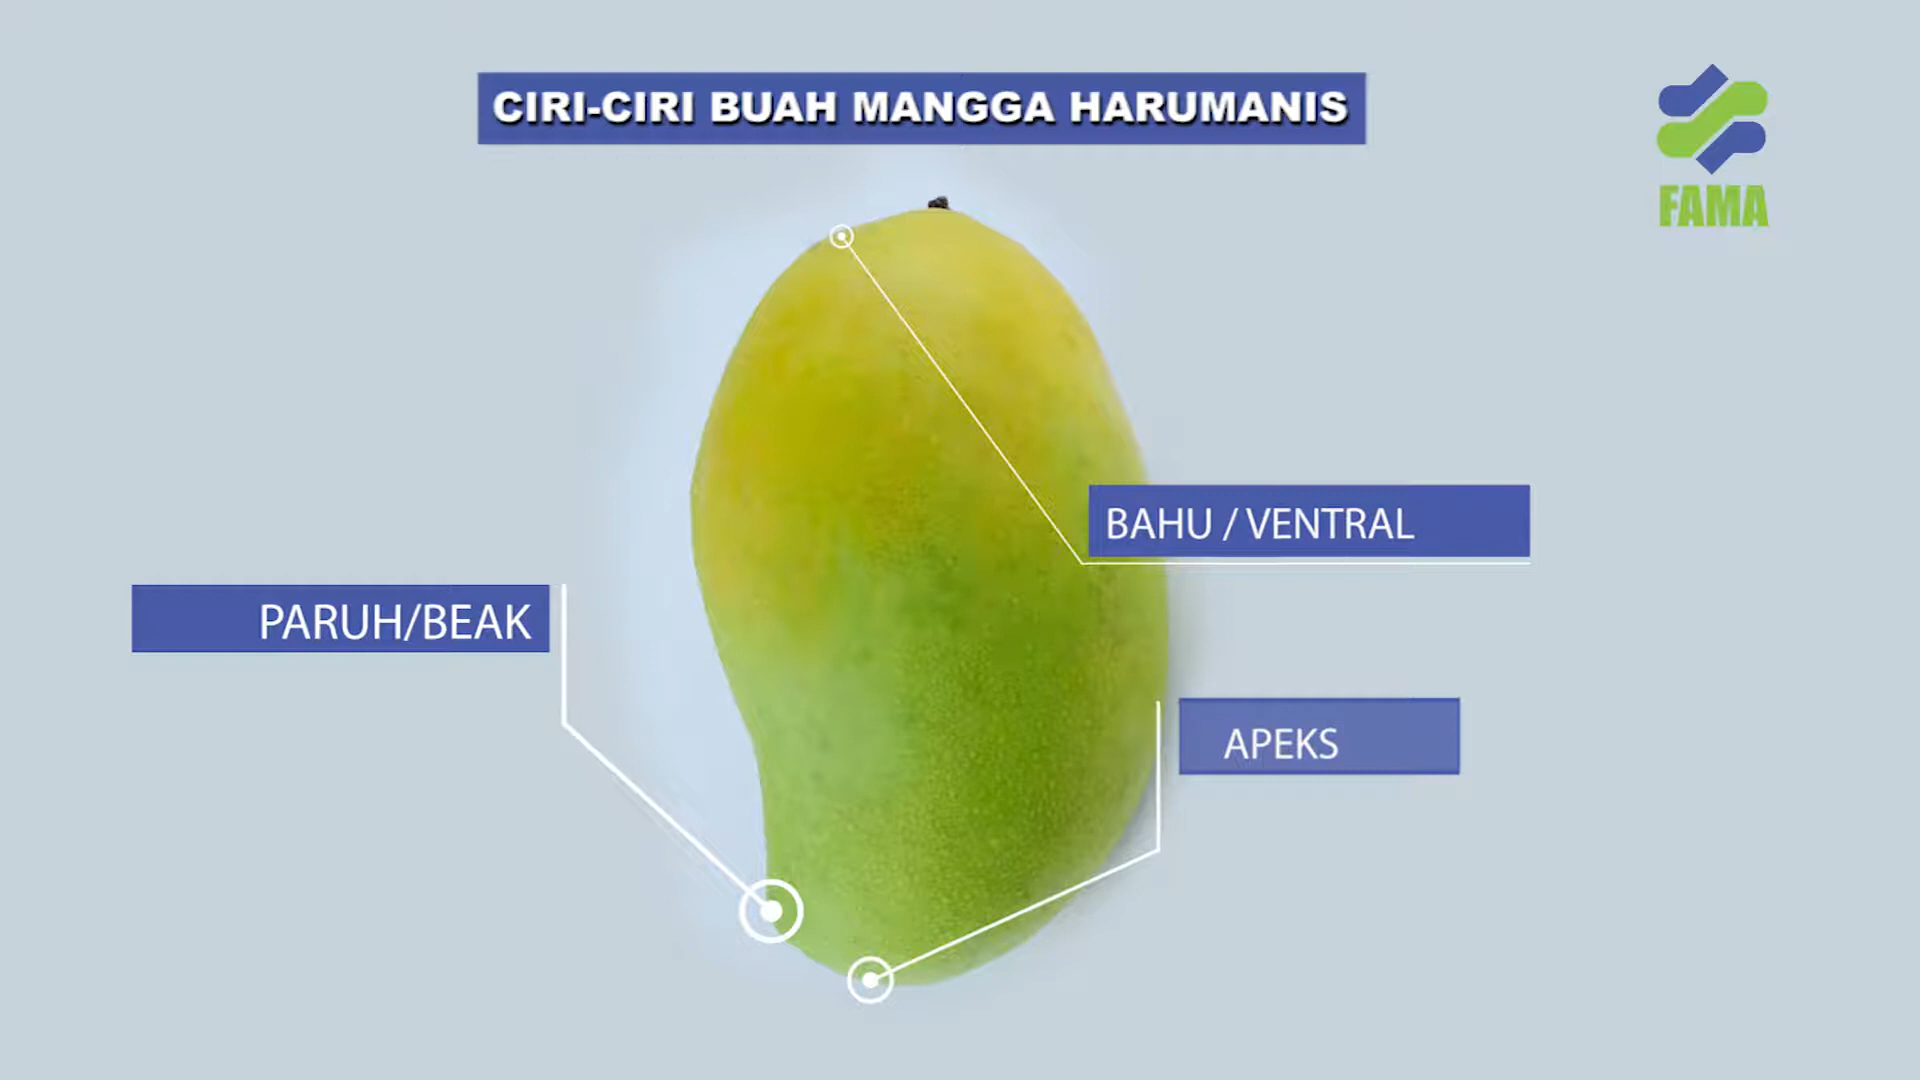 CIRI-CIRI BUAH MANGGA HARUMANIS
FAMA
BAHU / VENTRAL
PARUH/BEAK
APEKS